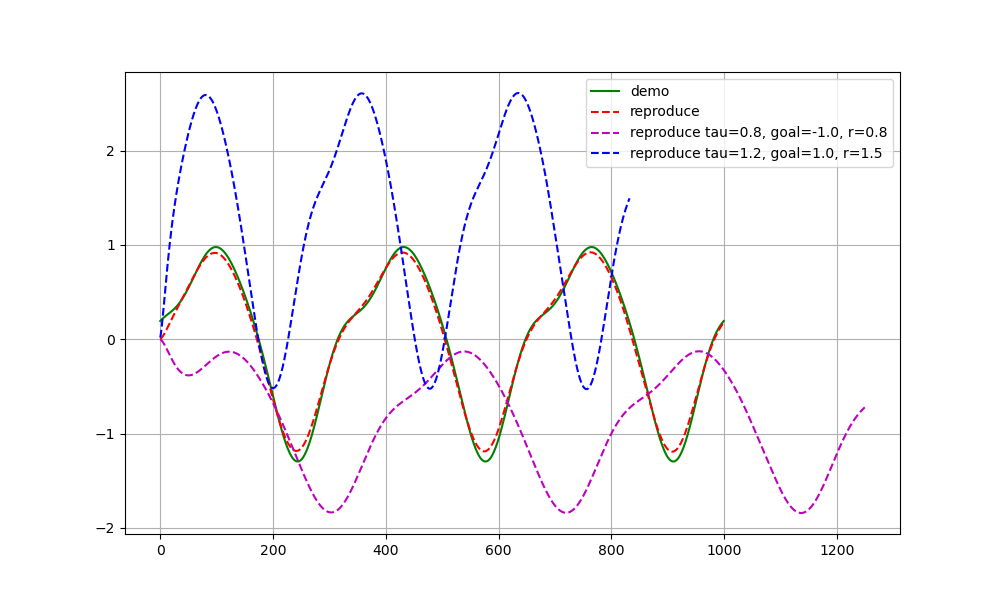 demo
reproduce
reproduce tau=0.8, goal=-1.0, r=0.8
reproduce tau=1.2, goal=1.0, r=1.5
2
1
0
−1
−2
0 200 400 600 800 1000 1200